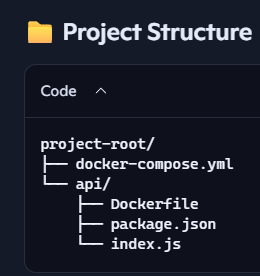 Project Structure
Code
project-root/
├── docker-compose.yml
└── api/
    ├── Dockerfile
    ├── package.json
    └── index.js